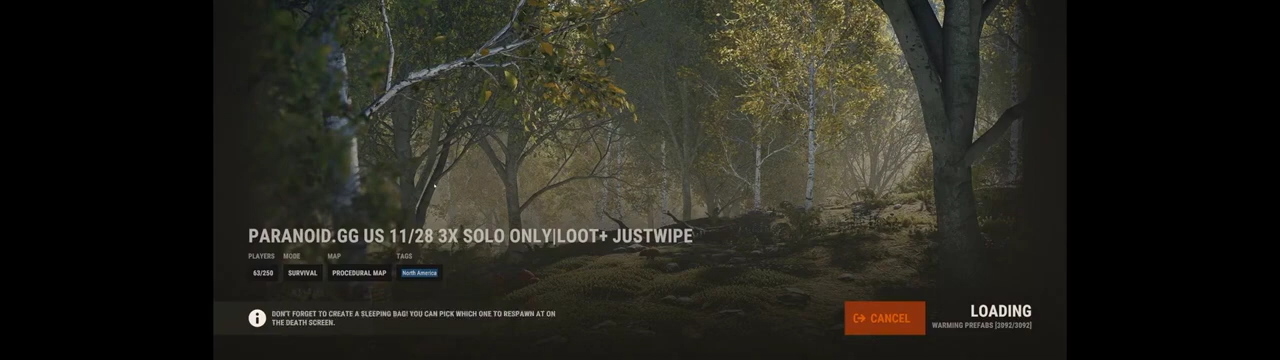 PARANOID.GG US 11/28 3X SOLO ONLY|LOOT+ JUSTWIPE
PLAYERS MODE MAP TAGS
63/250 SURVIVAL PROCEDURAL MAP North America
DON'T FORGET TO CREATE A SLEEPING BAG! YOU CAN PICK WHICH ONE TO RESPAWN AT ON
THE DEATH SCREEN.
CANCEL
LOADING
WARMING PREFABS [2092/3092]